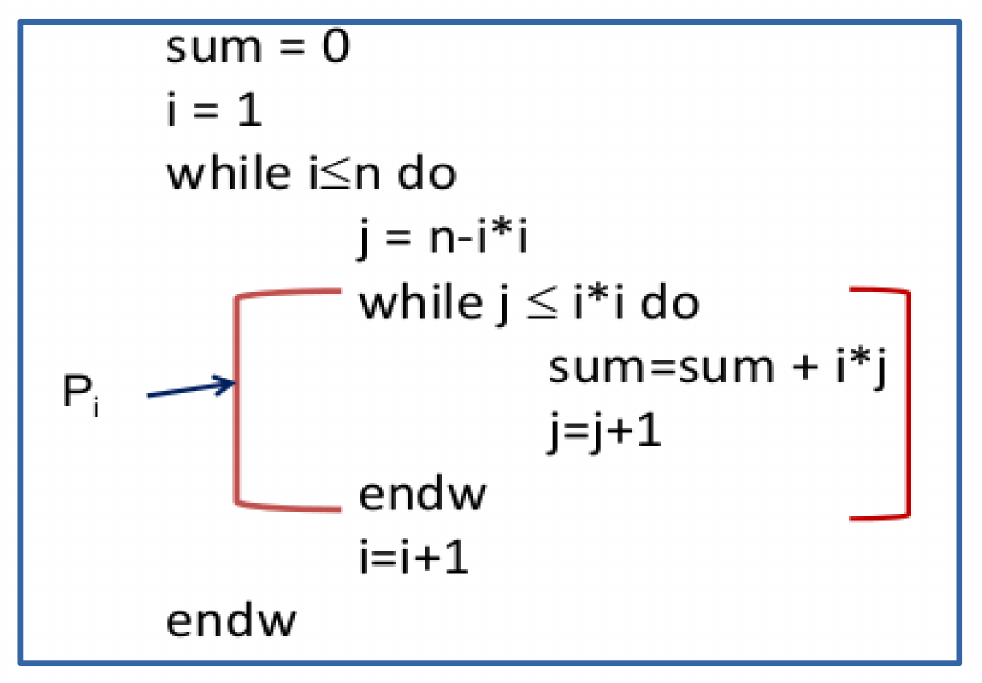 sum = 0
i = 1
while i≤n do
j = n-i*i
while j ≤ i*i do
sum=sum + i*j
j=j+1
Pi
endw
i=i+1
endw